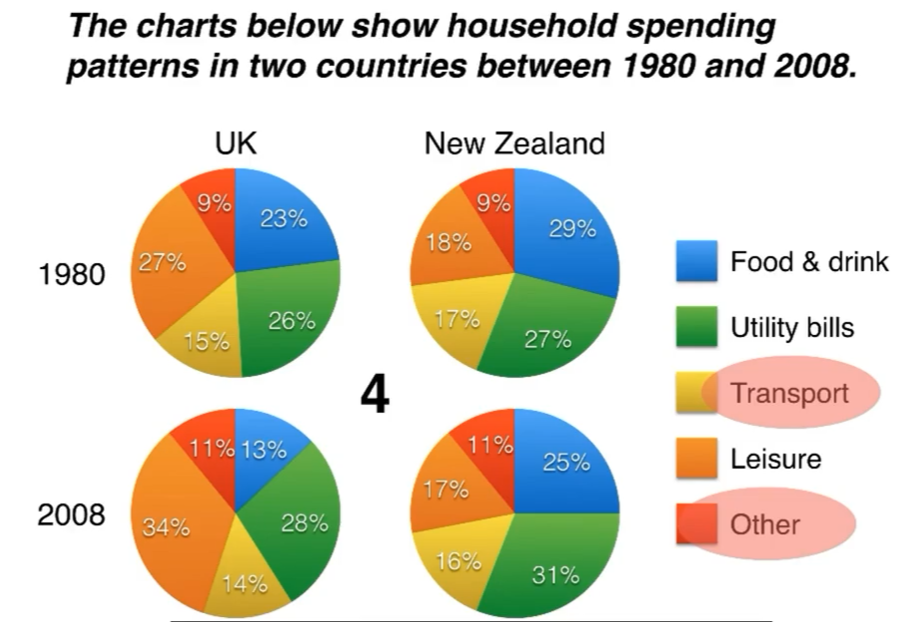 The charts below show household spending
patterns in two countries between 1980 and 2008.
UK
New Zealand
1980
9%
23%
27%
26%
15%
9%
29%
18%
17%
27%
4
2008
11%
13%
34%
28%
14%
11%
25%
17%
16%
31%
Food & drink
Utility bills
Transport
Leisure
Other